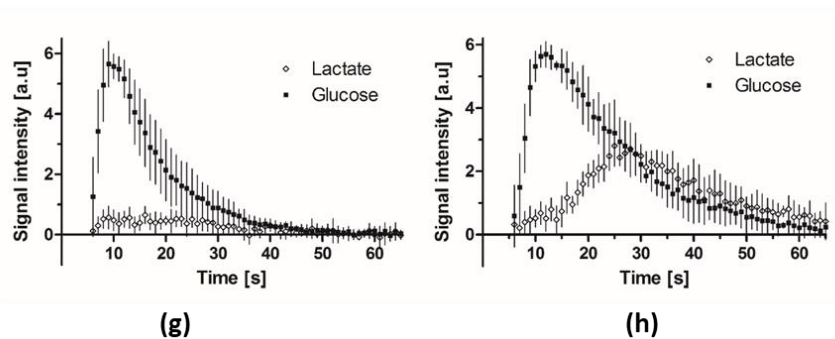 Signal intensity [a.u]
6
4
2
0
Lactate
Glucose
10 20 30 40 50 60
Time [s]
(g)
Signal intensity [a.u]
6
4
2
0
Lactate
Glucose
10 20 30 40 50 60
Time [s]
(h)